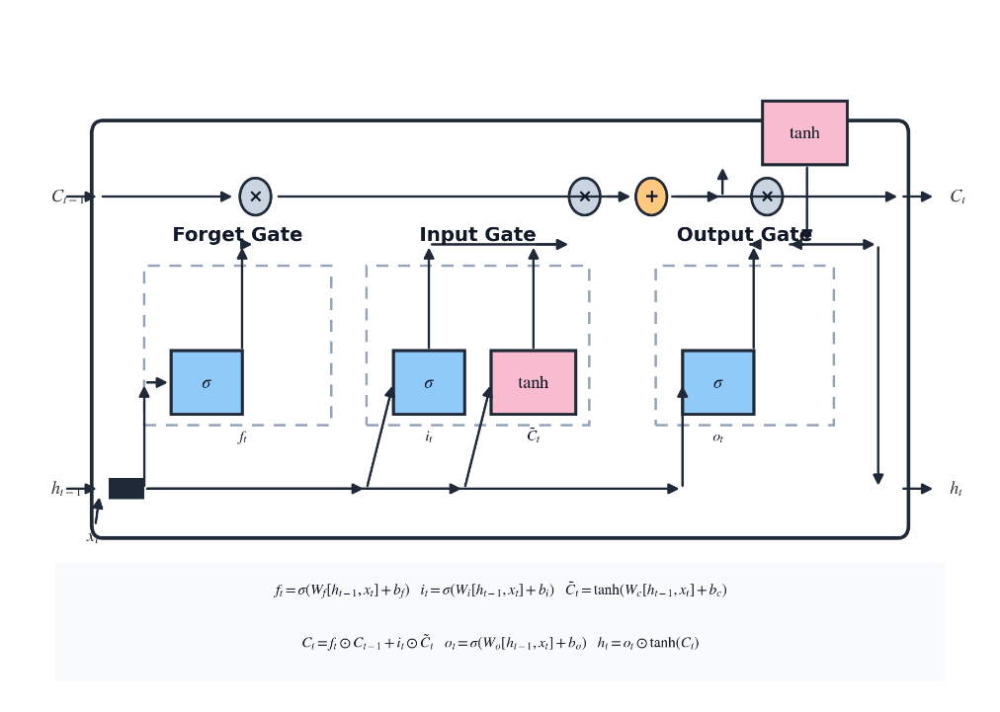 tanh
C_{t−1} × × + × C_t
Forget Gate Input Gate Output Gate
σ σ tanh σ
f_t i_t C̃_t o_t
h_{t−1} h_t
x_t
f_t = σ(W_f[h_{t−1}, x_t] + b_f) i_t = σ(W_i[h_{t−1}, x_t] + b_i) C̃_t = tanh(W_c[h_{t−1}, x_t] + b_c)
C_t = f_t ⊙ C_{t−1} + i_t ⊙ C̃_t o_t = σ(W_o[h_{t−1}, x_t] + b_o) h_t = o_t ⊙ tanh(C_t)